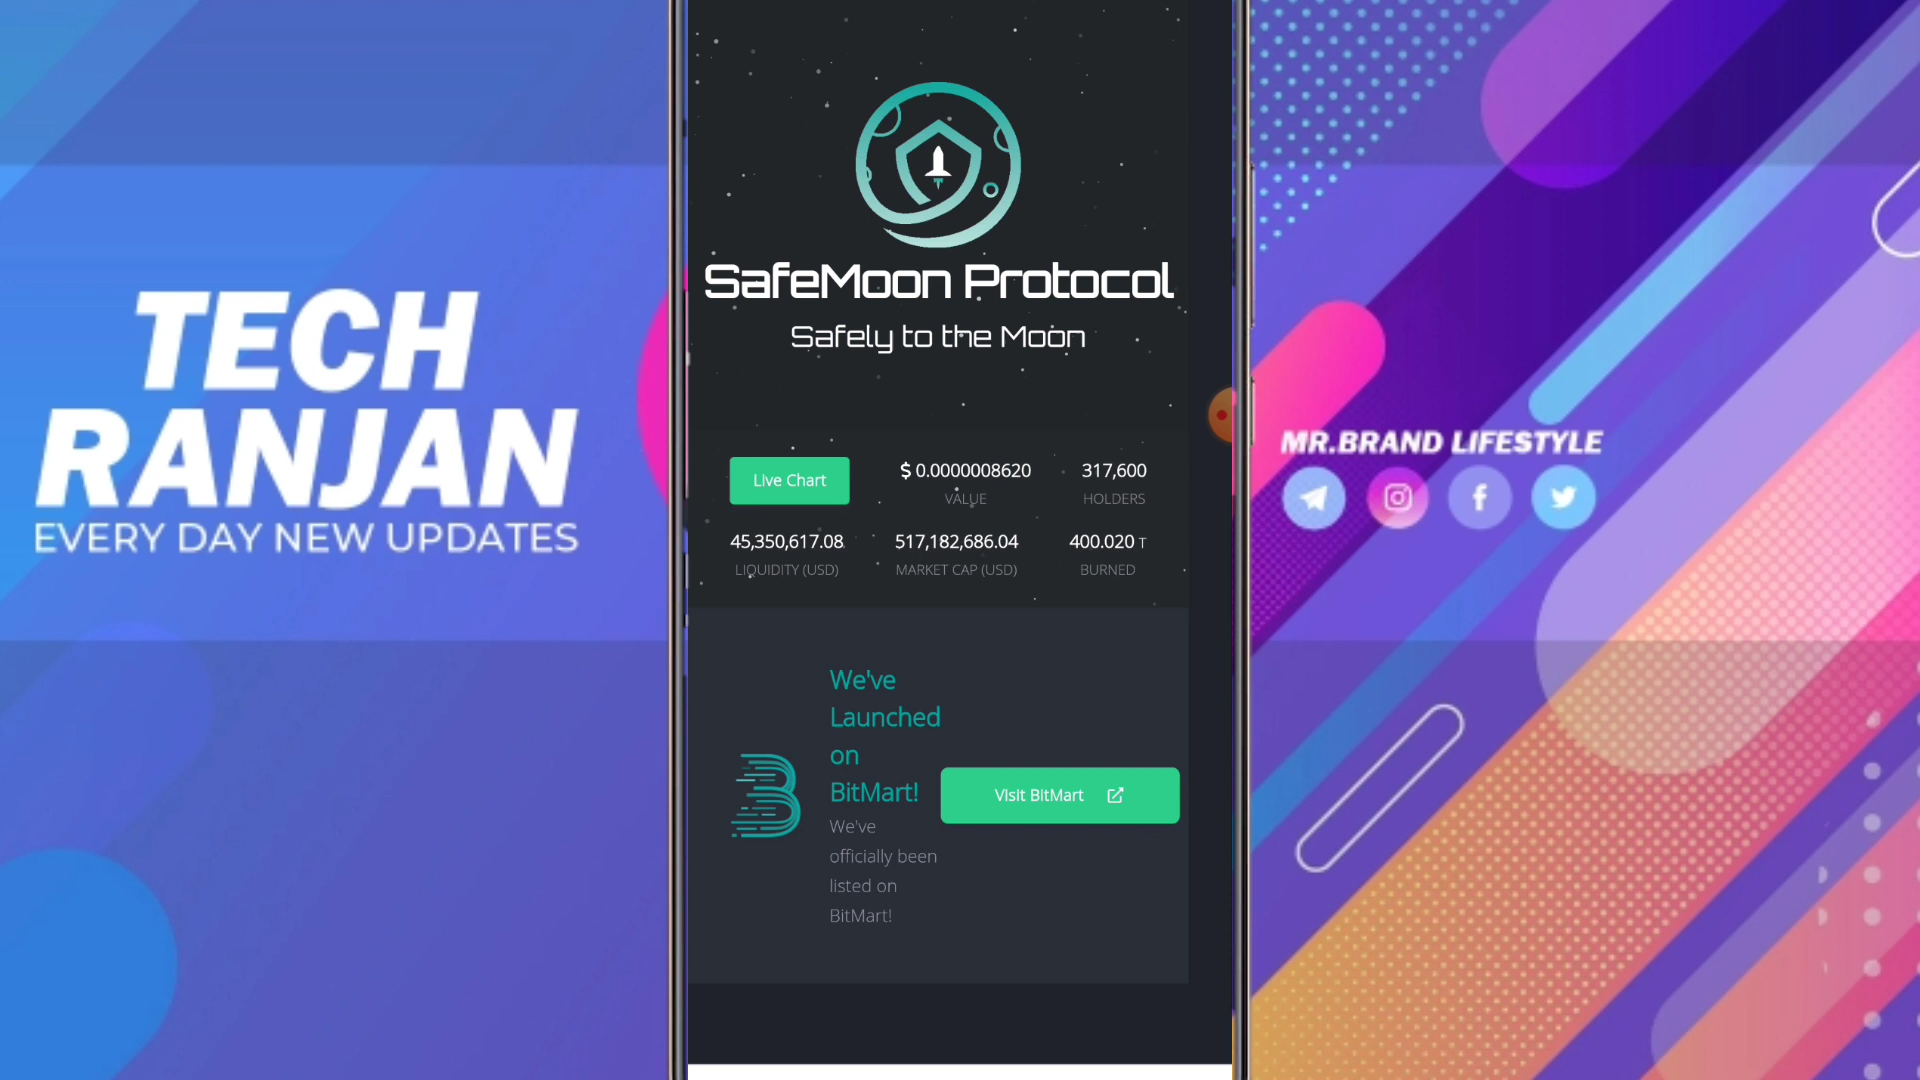 TECH
RANJAN
EVERY DAY NEW UPDATES
SafeMoon Protocol
Safely to the Moon
Live Chart
$ 0.0000008620
VALUE
317,600
HOLDERS
45,350,617.08
LIQUIDITY (USD)
517,182,686.04
MARKET CAP (USD)
400.020 T
BURNED
We've
Launched
on
BitMart!
We've
officially been
listed on
BitMart!
Visit BitMart
MR.BRAND LIFESTYLE